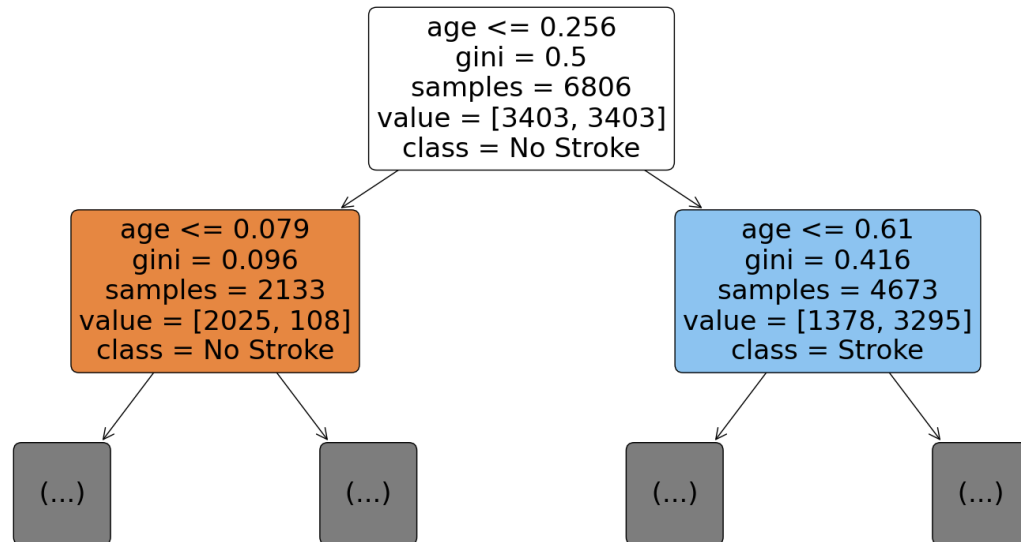 age <= 0.256
gini = 0.5
samples = 6806
value = [3403, 3403]
class = No Stroke
age <= 0.079
gini = 0.096
samples = 2133
value = [2025, 108]
class = No Stroke
age <= 0.61
gini = 0.416
samples = 4673
value = [1378, 3295]
class = Stroke
(...)
(...)
(...)
(...)